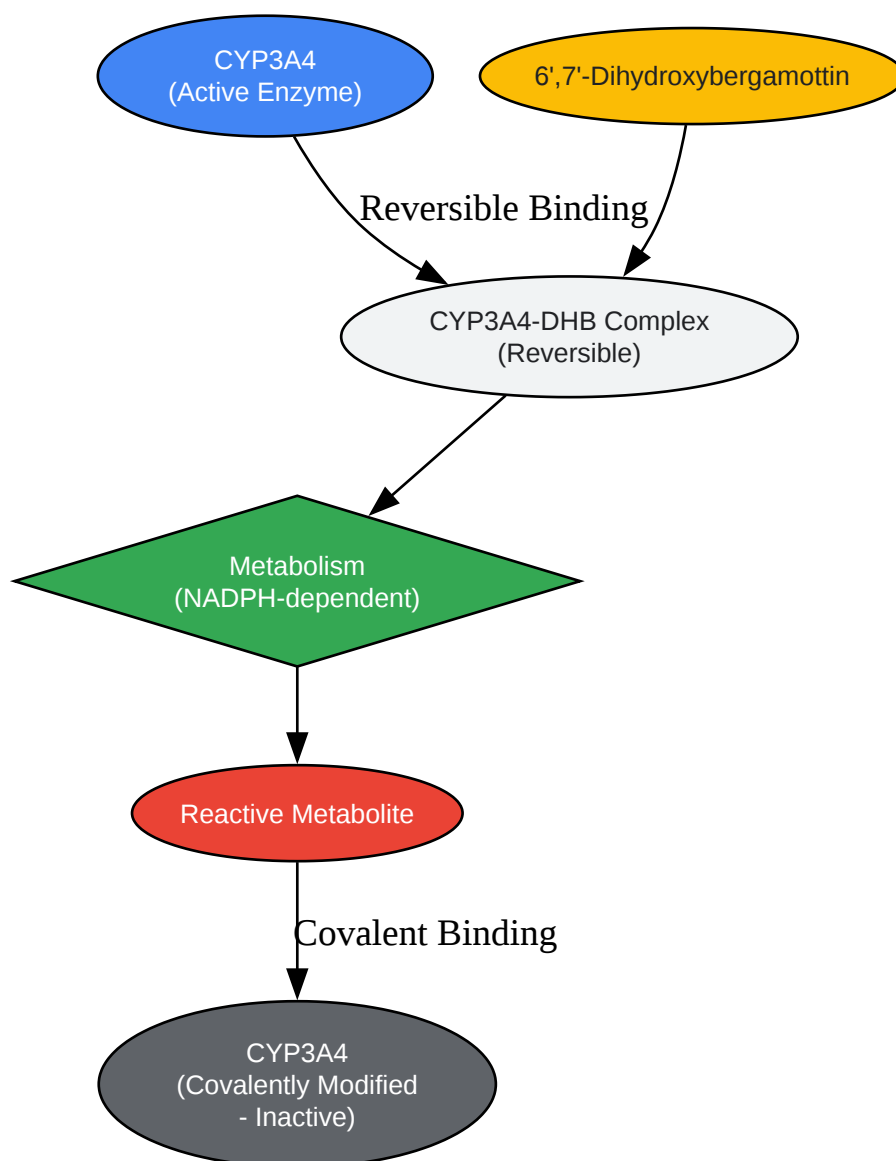 CYP3A4
(Active Enzyme)
6',7'-Dihydroxybergamottin
Reversible Binding
CYP3A4-DHB Complex
(Reversible)
Metabolism
(NADPH-dependent)
Reactive Metabolite
Covalent Binding
CYP3A4
(Covalently Modified
- Inactive)